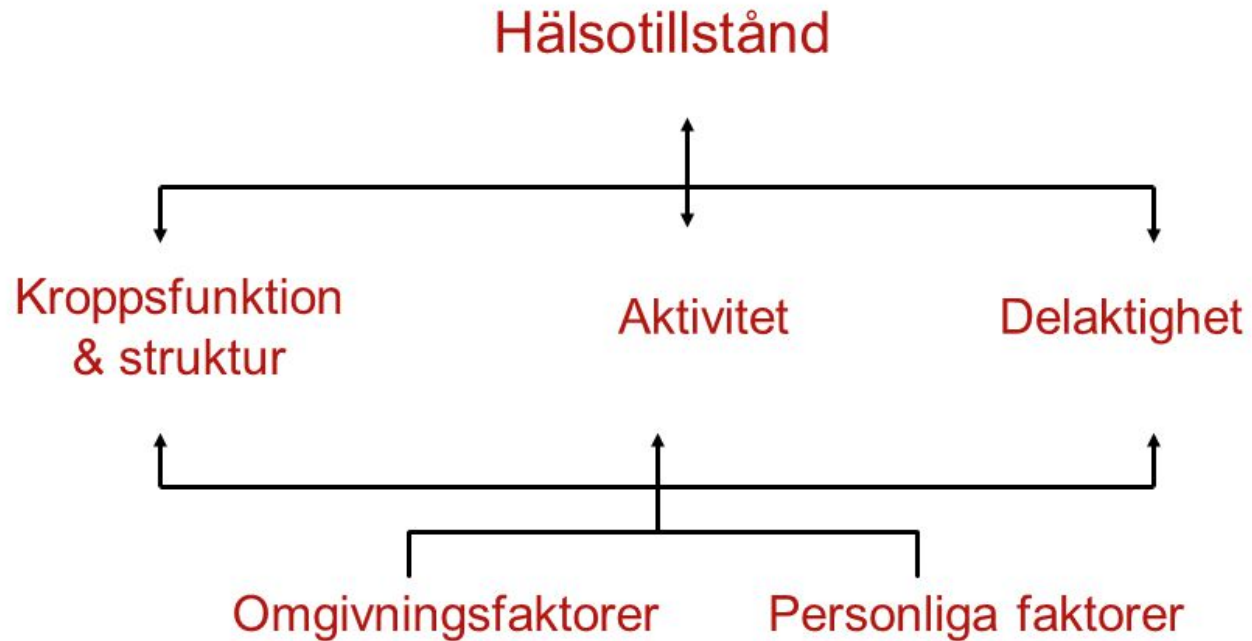 Hälsotillstånd
Kroppsfunktion
& struktur
Aktivitet
Delaktighet
Omgivningsfaktorer
Personliga faktorer